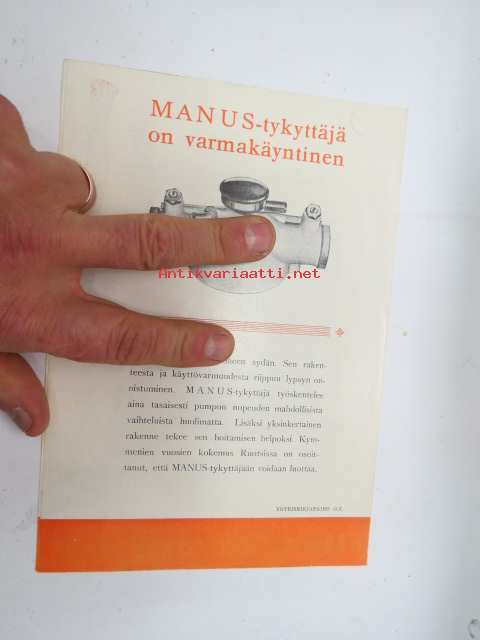 MANUS-tykyttäjä
on varmakäyntinen
Antikvariaatti.net
sydän. Sen raken-
teesta ja käyttövarmuudesta riippuu lypsyn on-
nistuminen. MANUS-tykyttäjä työskentelee
aina tasaisesti pumpun nopeuden mahdollisista
vaihteluista huolimatta. Lisäksi yksinkertainen
rakenne tekee sen hoitamisen helpoksi. Kym-
menien vuosien kokemus Ruotsissa on osoit-
tanut, että MANUS-tykyttäjään voidaan luottaa.